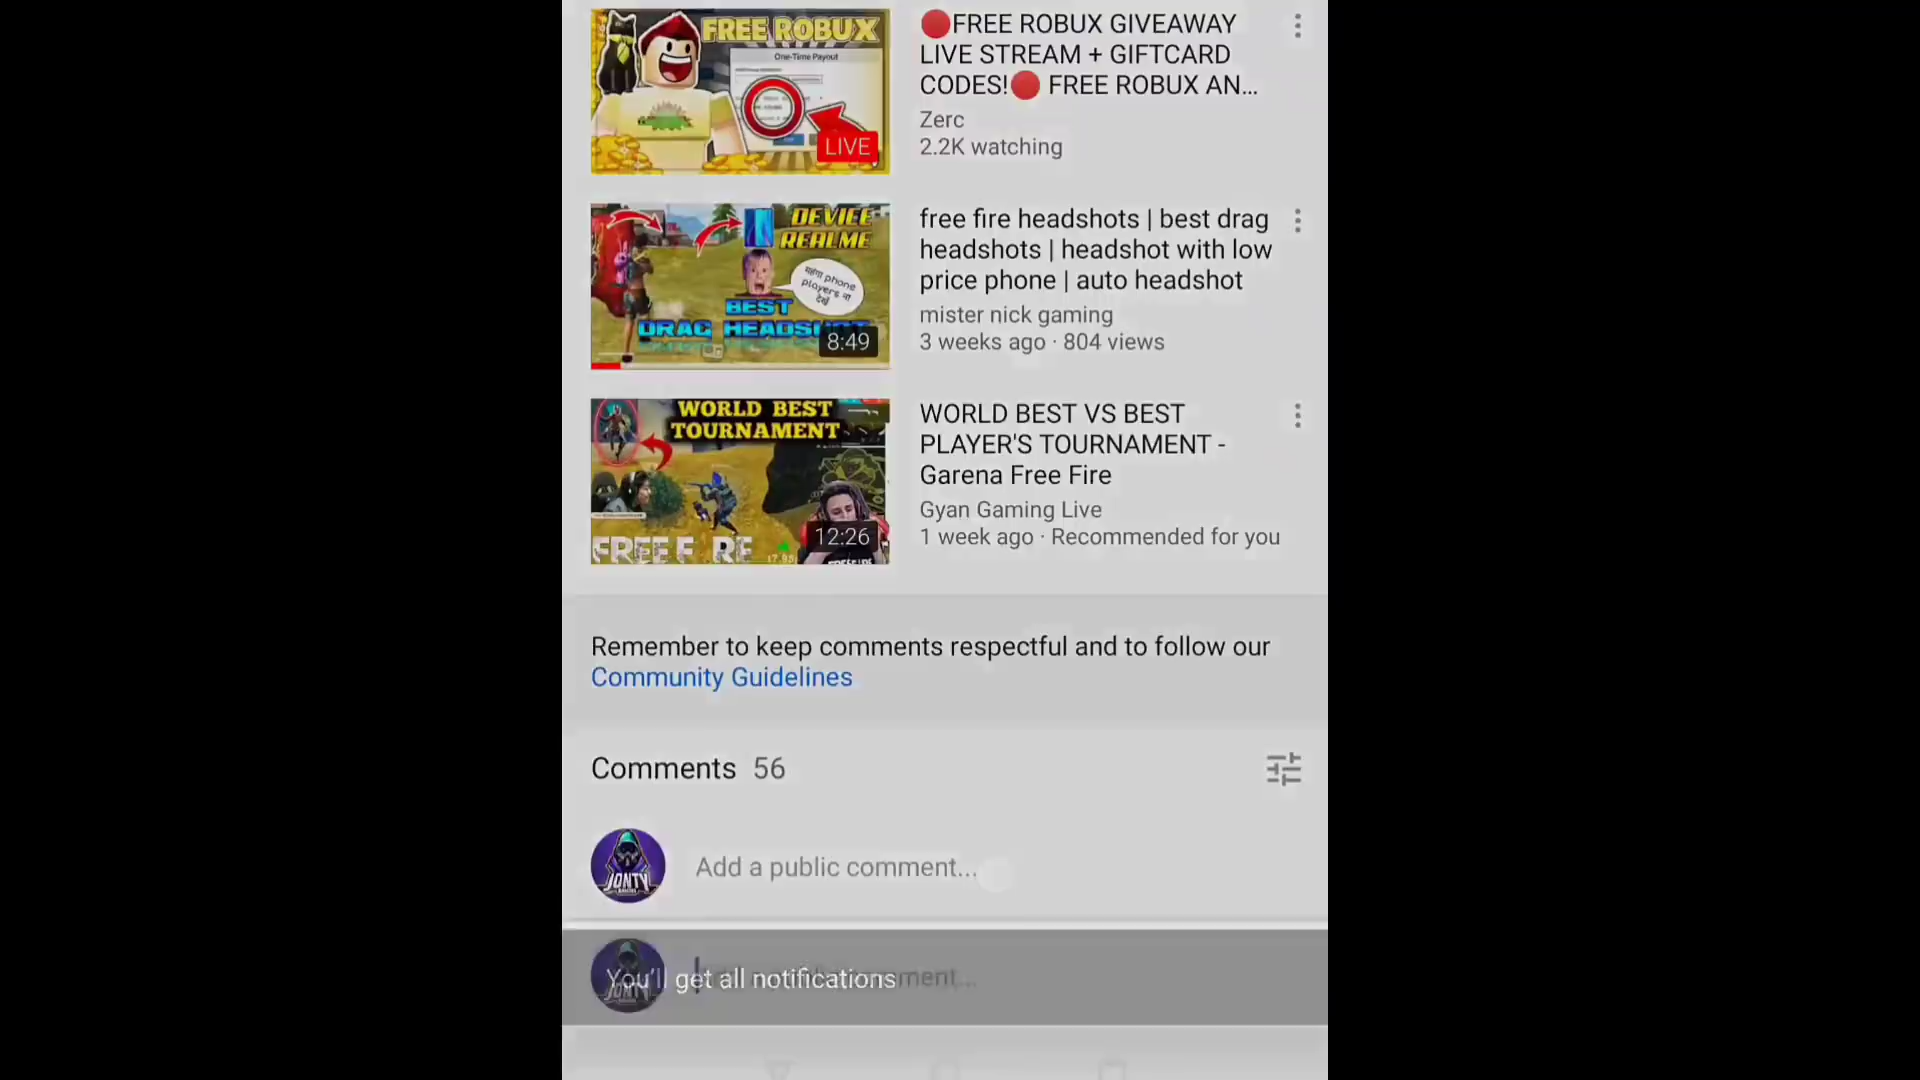 FREE ROBUX
One-Time Payout
LIVE
🔴FREE ROBUX GIVEAWAY
LIVE STREAM + GIFTCARD
CODES!🔴 FREE ROBUX AN...
Zerc
2.2K watching
DEVICE
REALME
महंगा phone
players ना
देखें
BEST
DRAG HEADSHOT
8:49
free fire headshots | best drag
headshots | headshot with low
price phone | auto headshot
mister nick gaming
3 weeks ago · 804 views
WORLD BEST
TOURNAMENT
FREE F RE
12:26
WORLD BEST VS BEST
PLAYER'S TOURNAMENT -
Garena Free Fire
Gyan Gaming Live
1 week ago · Recommended for you
Remember to keep comments respectful and to follow our
Community Guidelines
Comments 56
JONTY
Add a public comment...
You'll get all notifications